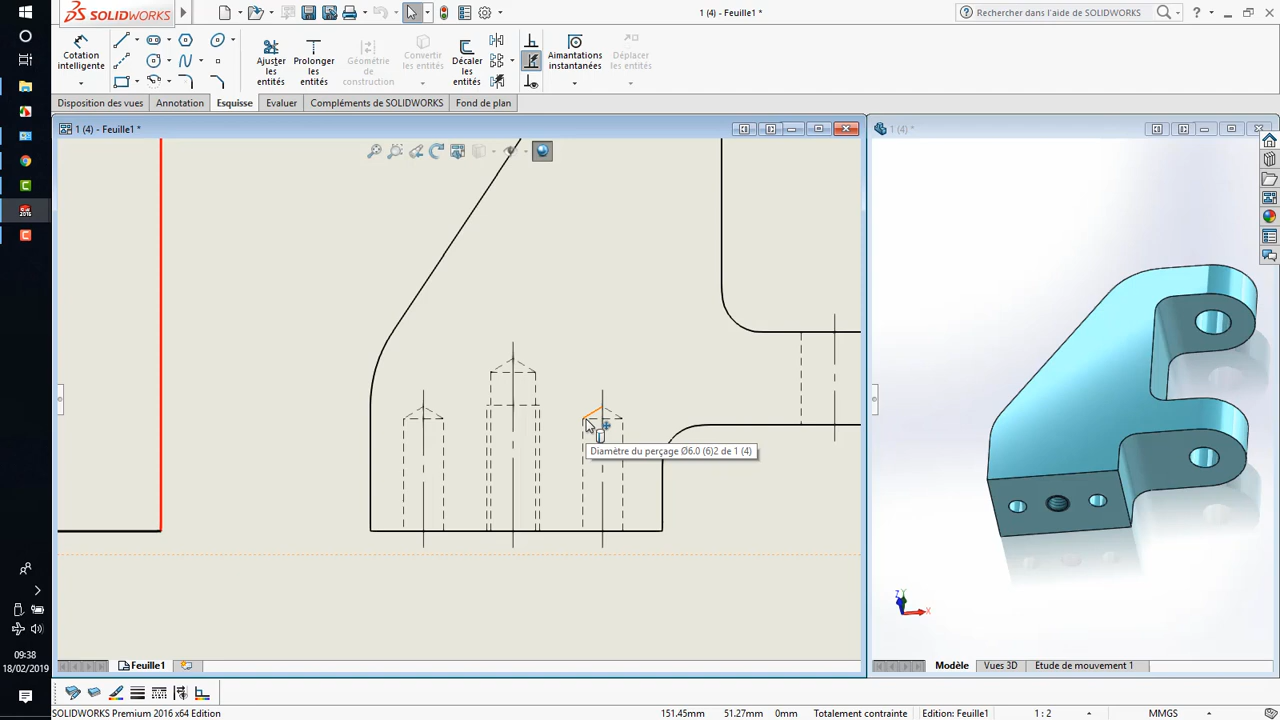 SOLIDWORKS
1 (4) - Feuille1 *
Rechercher dans l'aide de SOLIDWORKS
?
Cotation intelligente
Ajuster les entités
Prolonger les entités
Géométrie de construction
Convertir les entités
Décaler les entités
Aimantations instantanées
Déplacer les entités
Disposition des vues
Annotation
Esquisse
Evaluer
Compléments de SOLIDWORKS
Fond de plan
1 (4) - Feuille1 *
1 (4) *
Diamètre du perçage Ø6.0 (6)2 de 1 (4)
Z
Y
X
09:38
18/02/2019
Feuille1
Modèle
Vues 3D
Etude de mouvement 1
SOLIDWORKS Premium 2016 x64 Edition
151.45mm
51.27mm
0mm
Totalement contrainte
Edition: Feuille1
1 : 2
MMGS
2016